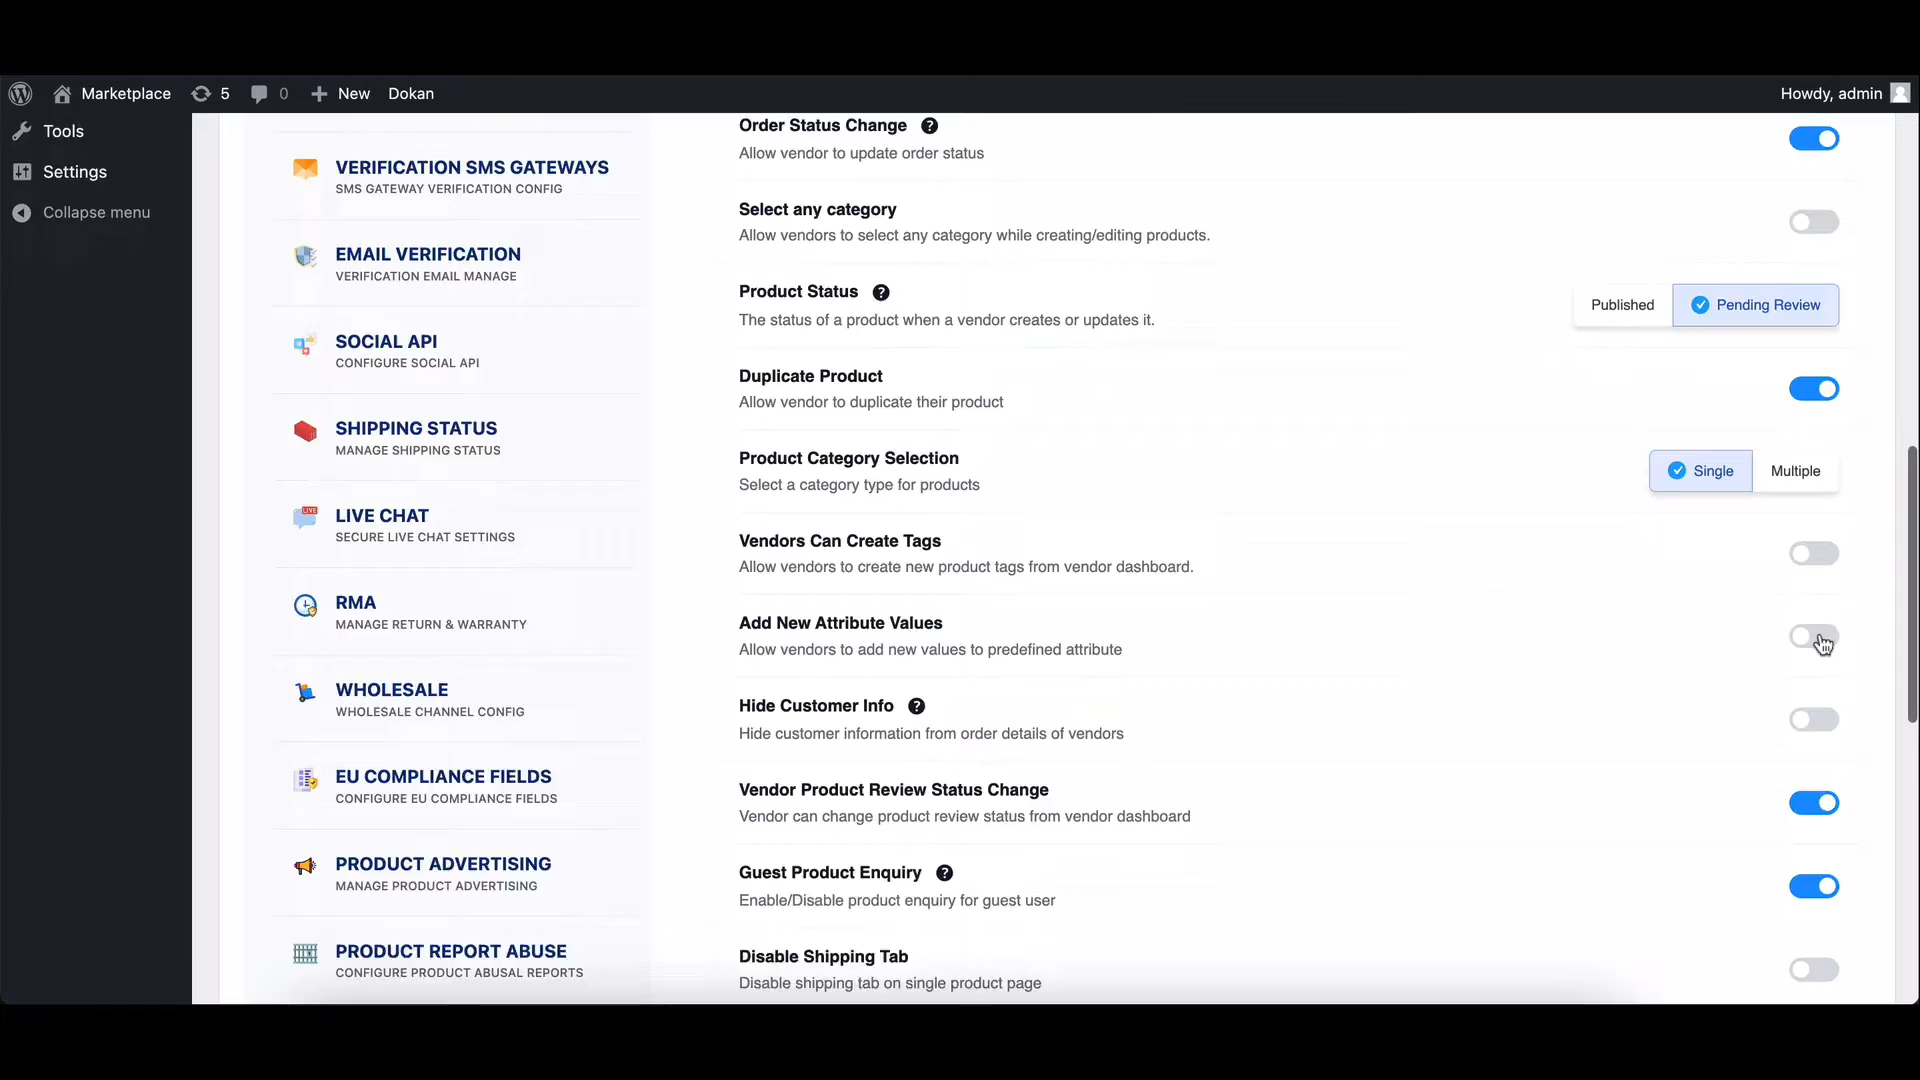 Marketplace 5 0 New Dokan Howdy, admin
Tools
Settings
Collapse menu
VERIFICATION SMS GATEWAYS
SMS GATEWAY VERIFICATION CONFIG
EMAIL VERIFICATION
VERIFICATION EMAIL MANAGE
SOCIAL API
CONFIGURE SOCIAL API
SHIPPING STATUS
MANAGE SHIPPING STATUS
LIVE
LIVE CHAT
SECURE LIVE CHAT SETTINGS
RMA
MANAGE RETURN & WARRANTY
WHOLESALE
WHOLESALE CHANNEL CONFIG
EU COMPLIANCE FIELDS
CONFIGURE EU COMPLIANCE FIELDS
PRODUCT ADVERTISING
MANAGE PRODUCT ADVERTISING
PRODUCT REPORT ABUSE
CONFIGURE PRODUCT ABUSAL REPORTS
Order Status Change ?
Allow vendor to update order status
Select any category
Allow vendors to select any category while creating/editing products.
Product Status ?
The status of a product when a vendor creates or updates it.
Published Pending Review
Duplicate Product
Allow vendor to duplicate their product
Product Category Selection
Select a category type for products
Single Multiple
Vendors Can Create Tags
Allow vendors to create new product tags from vendor dashboard.
Add New Attribute Values
Allow vendors to add new values to predefined attribute
Hide Customer Info ?
Hide customer information from order details of vendors
Vendor Product Review Status Change
Vendor can change product review status from vendor dashboard
Guest Product Enquiry ?
Enable/Disable product enquiry for guest user
Disable Shipping Tab
Disable shipping tab on single product page